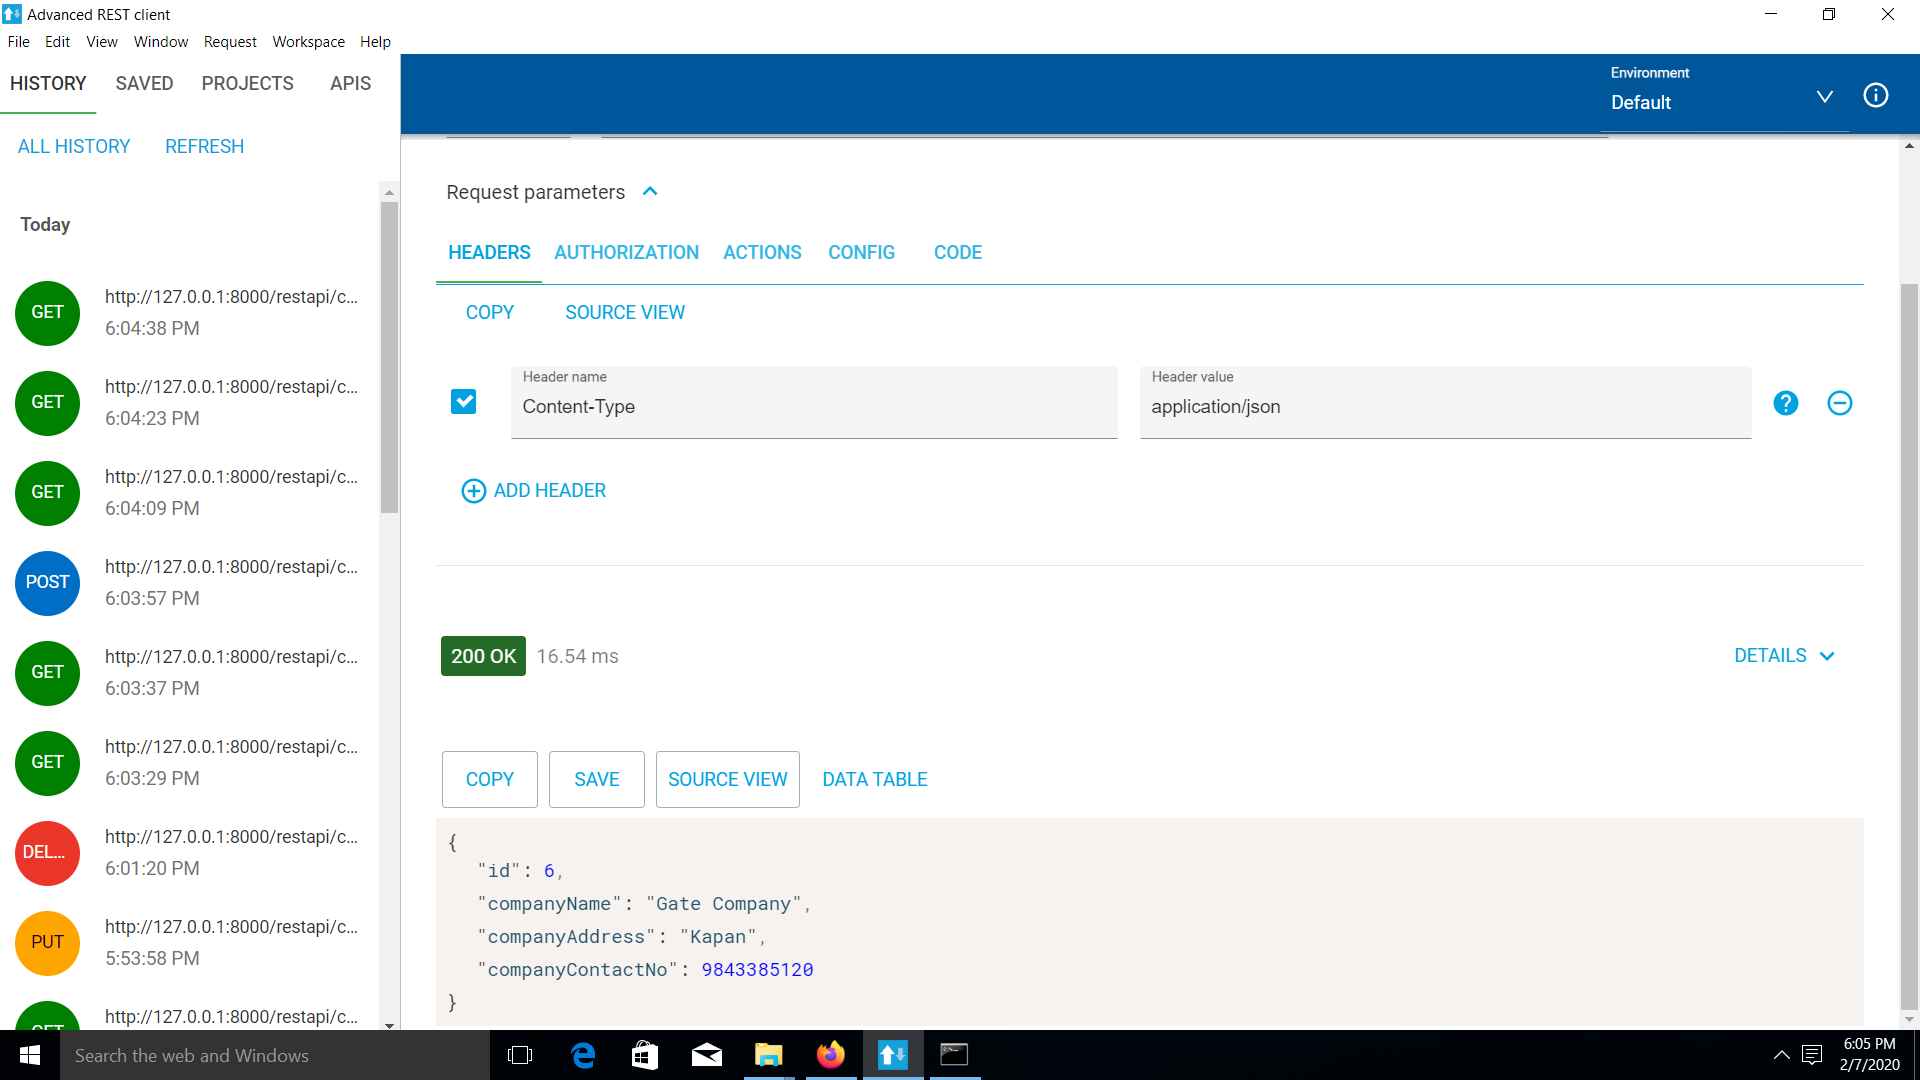 Advanced REST client
File Edit View Window Request Workspace Help
HISTORY SAVED PROJECTS APIS
ALL HISTORY REFRESH
Today
GET http://127.0.0.1:8000/restapi/c...
6:04:38 PM
GET http://127.0.0.1:8000/restapi/c...
6:04:23 PM
GET http://127.0.0.1:8000/restapi/c...
6:04:09 PM
POST http://127.0.0.1:8000/restapi/c...
6:03:57 PM
GET http://127.0.0.1:8000/restapi/c...
6:03:37 PM
GET http://127.0.0.1:8000/restapi/c...
6:03:29 PM
DEL... http://127.0.0.1:8000/restapi/c...
6:01:20 PM
PUT http://127.0.0.1:8000/restapi/c...
5:53:58 PM
GET http://127.0.0.1:8000/restapi/c...
Environment
Default
Request parameters
HEADERS AUTHORIZATION ACTIONS CONFIG CODE
COPY SOURCE VIEW
Header name
Content-Type
Header value
application/json
ADD HEADER
200 OK 16.54 ms DETAILS
COPY SAVE SOURCE VIEW DATA TABLE
{
"id": 6,
"companyName": "Gate Company",
"companyAddress": "Kapan",
"companyContactNo": 9843385120
}
Search the web and Windows
6:05 PM
2/7/2020